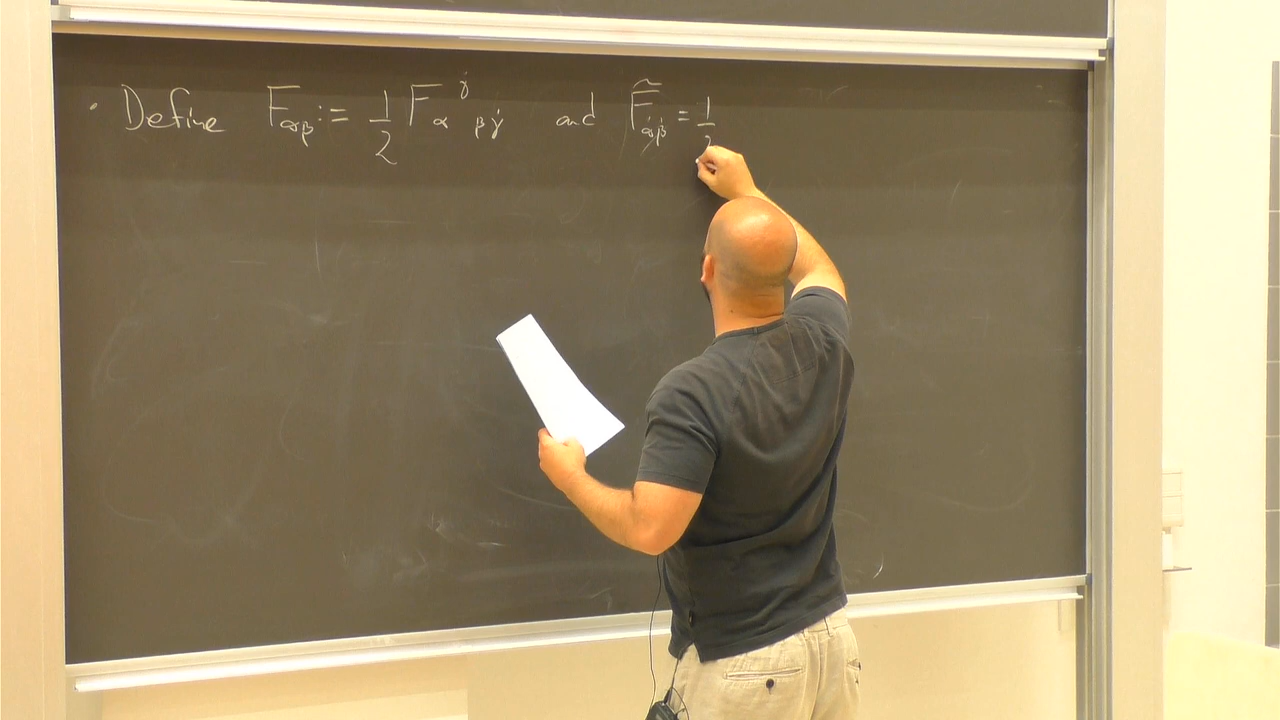 · Define F_{αβ} := 1/2 F_α^{γ̇}_{βγ̇} and F̃_{α̇β̇} = 1/2